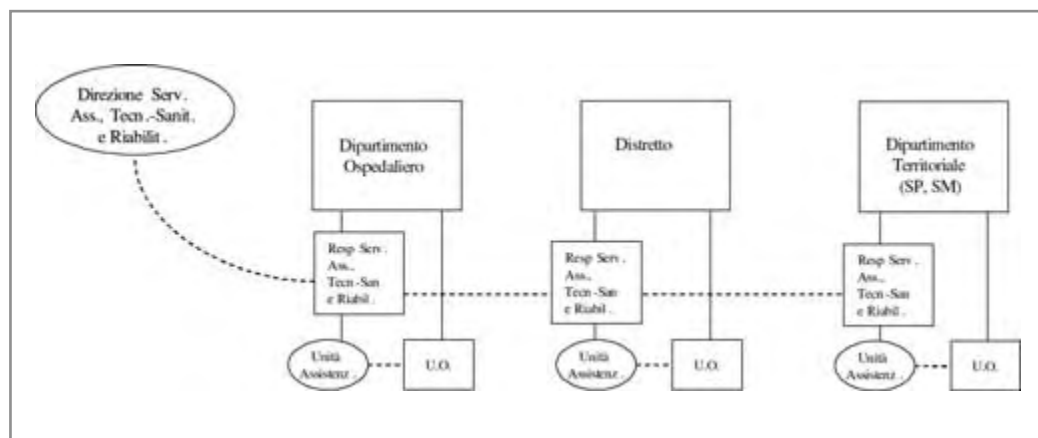 Direzione Serv.
Ass., Tecn.-Sanit.
e Riabilit.
Dipartimento
Ospedaliero
Distretto
Dipartimento
Territoriale
(SP, SM)
Resp Serv.
Ass.,
Tecn.-San
e Riabil.
Resp Serv.
Ass.,
Tecn-San
e Riabil.
Resp Serv.
Ass.,
Tecn-San
e Riabil.
Unità
Assistenz.
U.O.
Unità
Assistenz.
U.O.
Unità
Assistenz.
U.O.